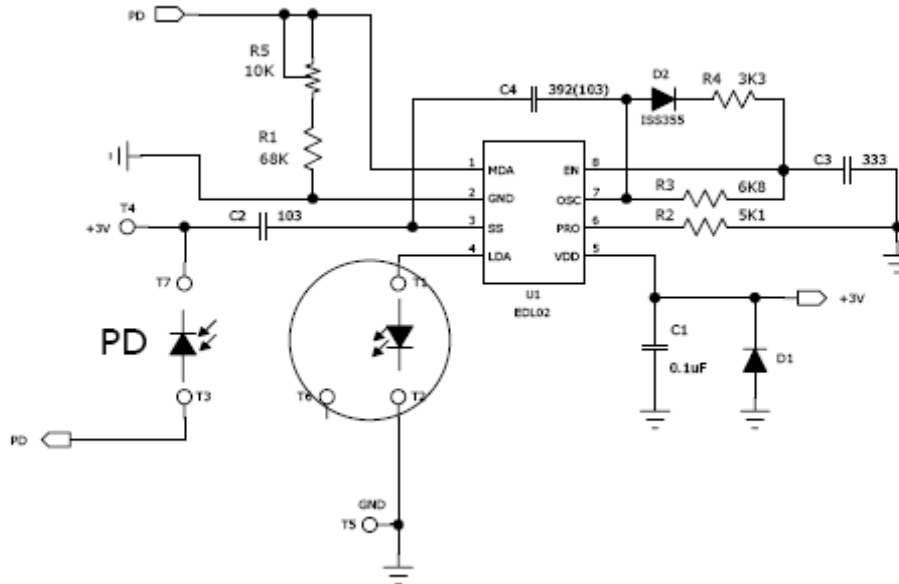 PD
R5
10K
R1
68K
C4
392(103)
D2
ISS355
R4
3K3
C3
333
1
MDA
EN
8
2
GND
OSC
7
R3
6K8
3
SS
PRO
6
R2
5K1
4
LDA
VDD
5
T4
+3V
C2
103
U1
EDL02
T7
T1
PD
T3
T6
T2
PD
+3V
C1
0.1uF
D1
GND
T5